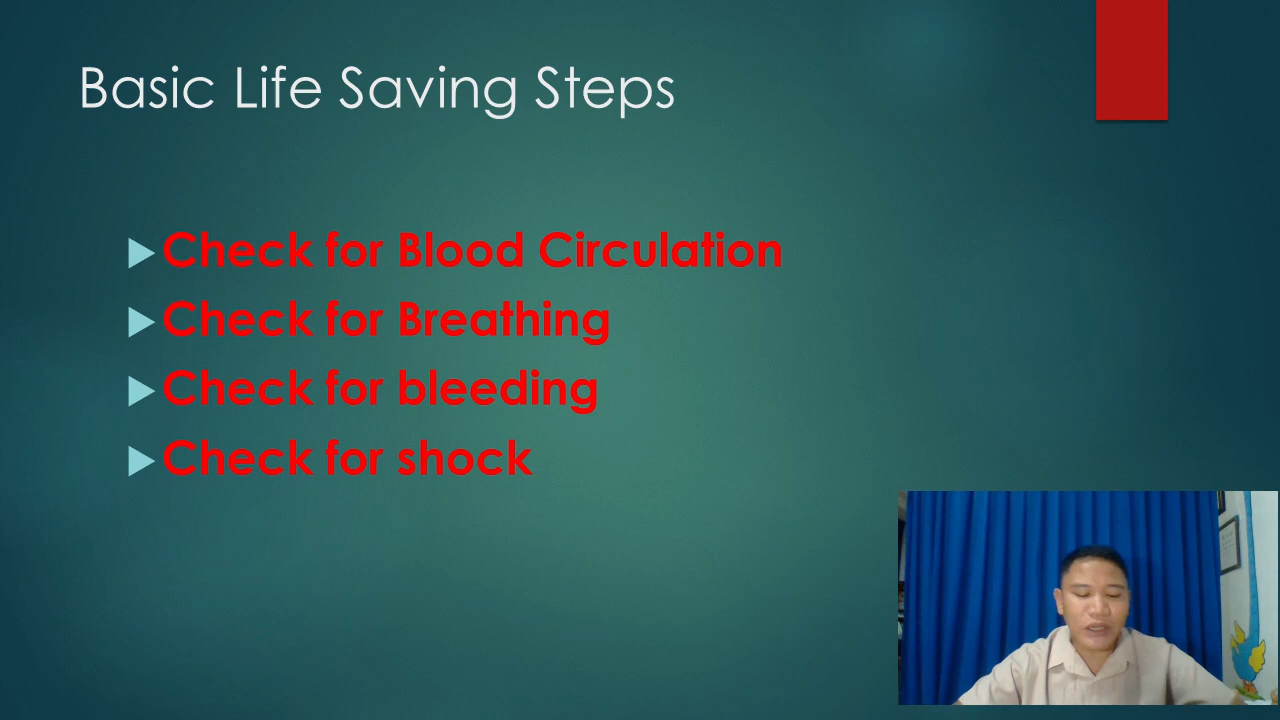 Basic Life Saving Steps
Check for Blood Circulation
Check for Breathing
Check for bleeding
Check for shock